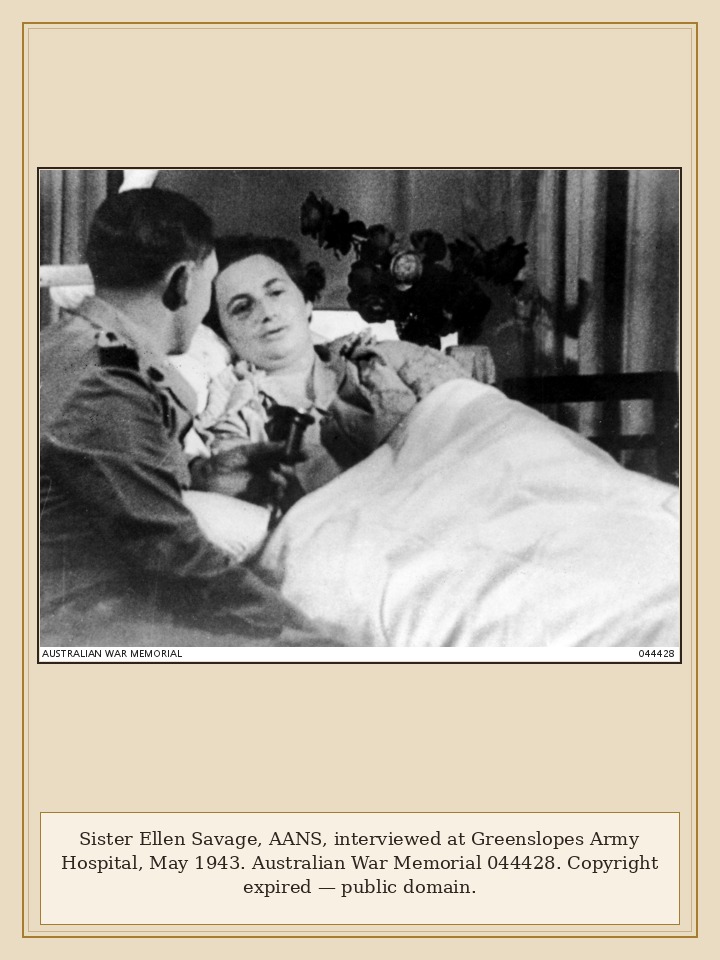 AUSTRALIAN WAR MEMORIAL 044428
Sister Ellen Savage, AANS, interviewed at Greenslopes Army
Hospital, May 1943. Australian War Memorial 044428. Copyright
expired — public domain.